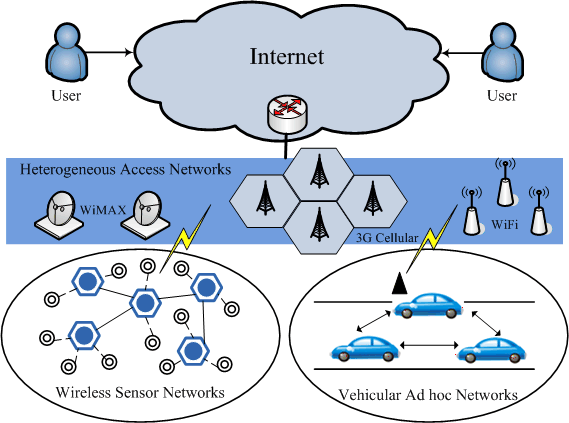 Internet
User
User
Heterogeneous Access Networks
WiMAX
3G Cellular
WiFi
Wireless Sensor Networks
Vehicular Ad hoc Networks